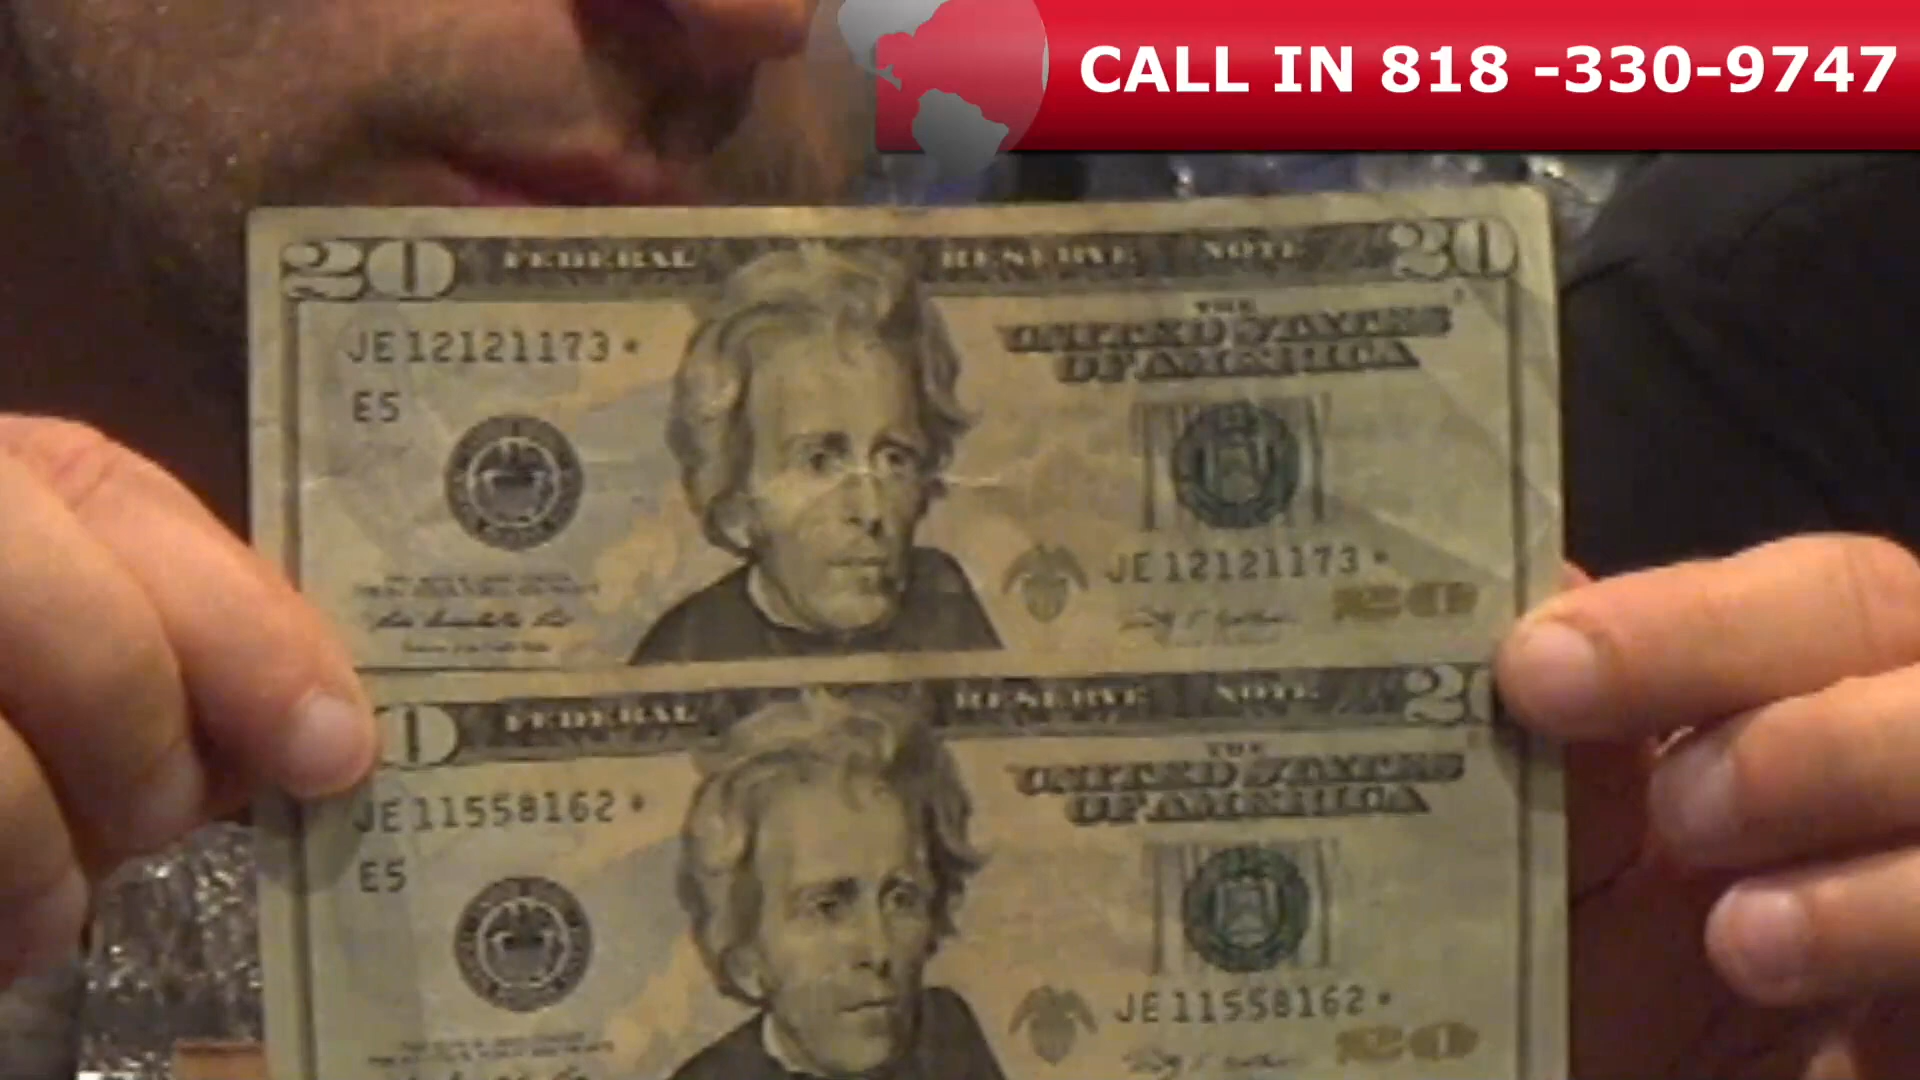 CALL IN 818 -330-9747
20 FEDERAL RESERVE NOTE 20
JE 12121173 *
THE
UNITED STATES
OF AMERICA
E5
JE 12121173 *
20
FEDERAL RESERVE NOTE
JE 11558162 *
THE
UNITED STATES
OF AMERICA
E5
JE 11558162 *
20